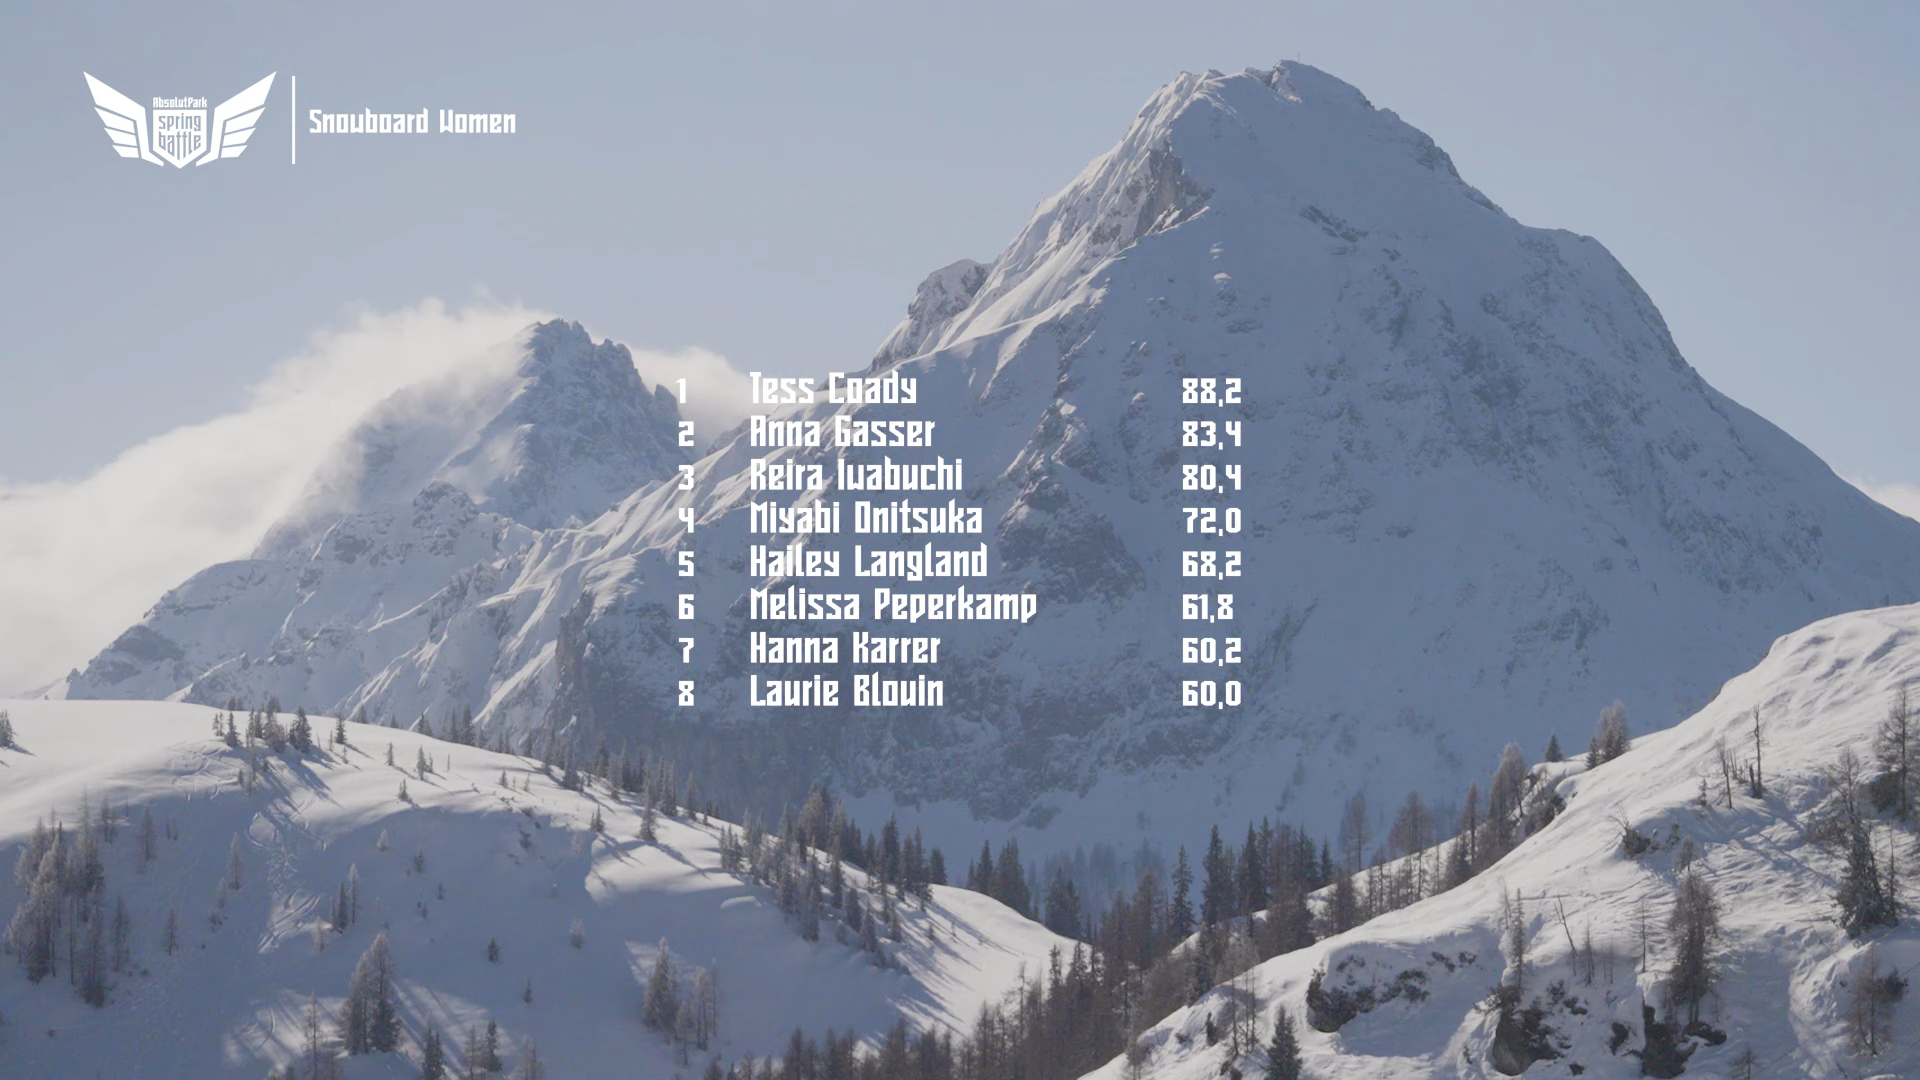 AbsolutPark
spring
battle
Snowboard Women
1 Tess Coady 88,2
2 Anna Gasser 83,4
3 Reira Iwabuchi 80,4
4 Miyabi Onitsuka 72,0
5 Hailey Langland 68,2
6 Melissa Peperkamp 61,8
7 Hanna Karrer 60,2
8 Laurie Blouin 60,0